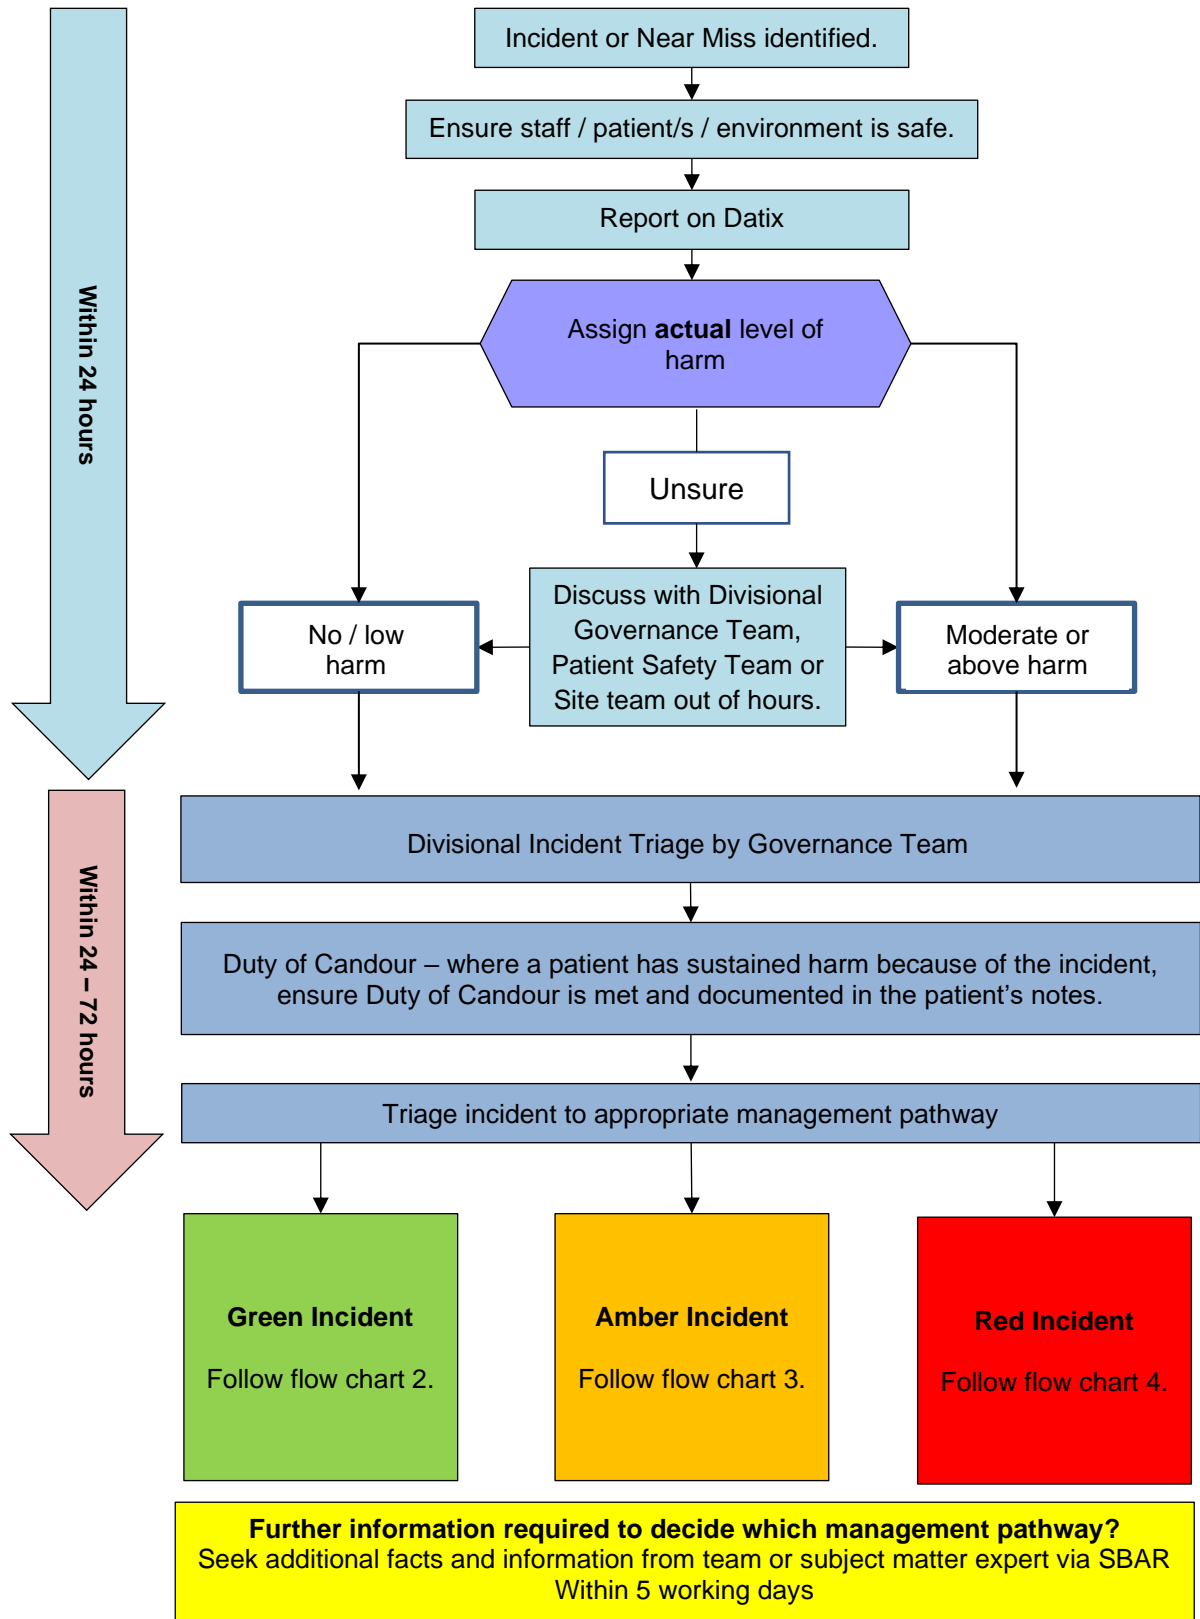 Incident or Near Miss identified.
Ensure staff / patient/s / environment is safe.
Report on Datix
Within 24 hours
Assign actual level of
harm
Unsure
No / low
harm
Discuss with Divisional
Governance Team,
Patient Safety Team or
Site team out of hours.
Moderate or
above harm
Within 24 – 72 hours
Divisional Incident Triage by Governance Team
Duty of Candour – where a patient has sustained harm because of the incident,
ensure Duty of Candour is met and documented in the patient’s notes.
Triage incident to appropriate management pathway
Green Incident
Follow flow chart 2.
Amber Incident
Follow flow chart 3.
Red Incident
Follow flow chart 4.
Further information required to decide which management pathway?
Seek additional facts and information from team or subject matter expert via SBAR
Within 5 working days